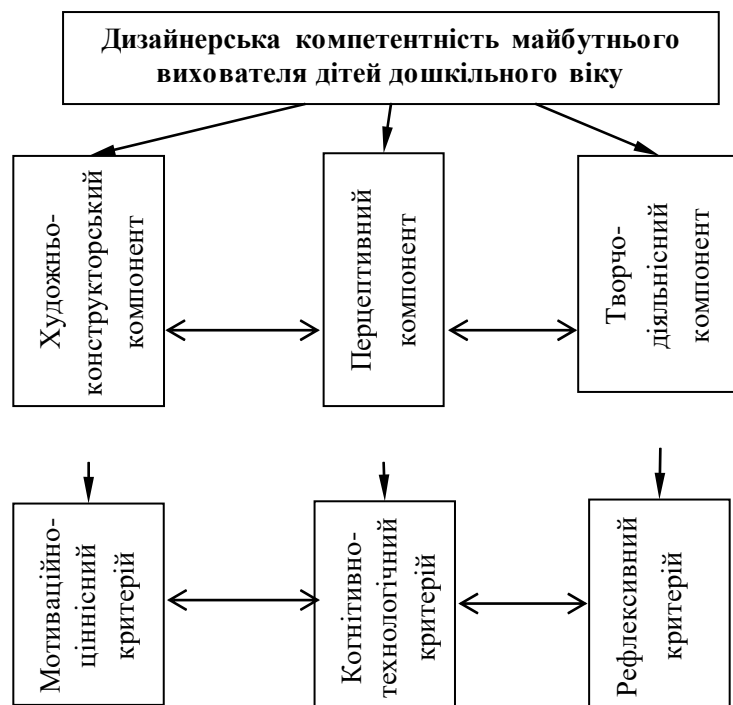 Дизайнерська компетентність майбутнього
вихователя дітей дошкільного віку
Художньо-
конструкторський
компонент
Перцептивний
компонент
Творчо-
діяльнісний
компонент
Мотиваційно-
ціннісний
критерій
Когнітивно-
технологічний
критерій
Рефлексивний
критерій